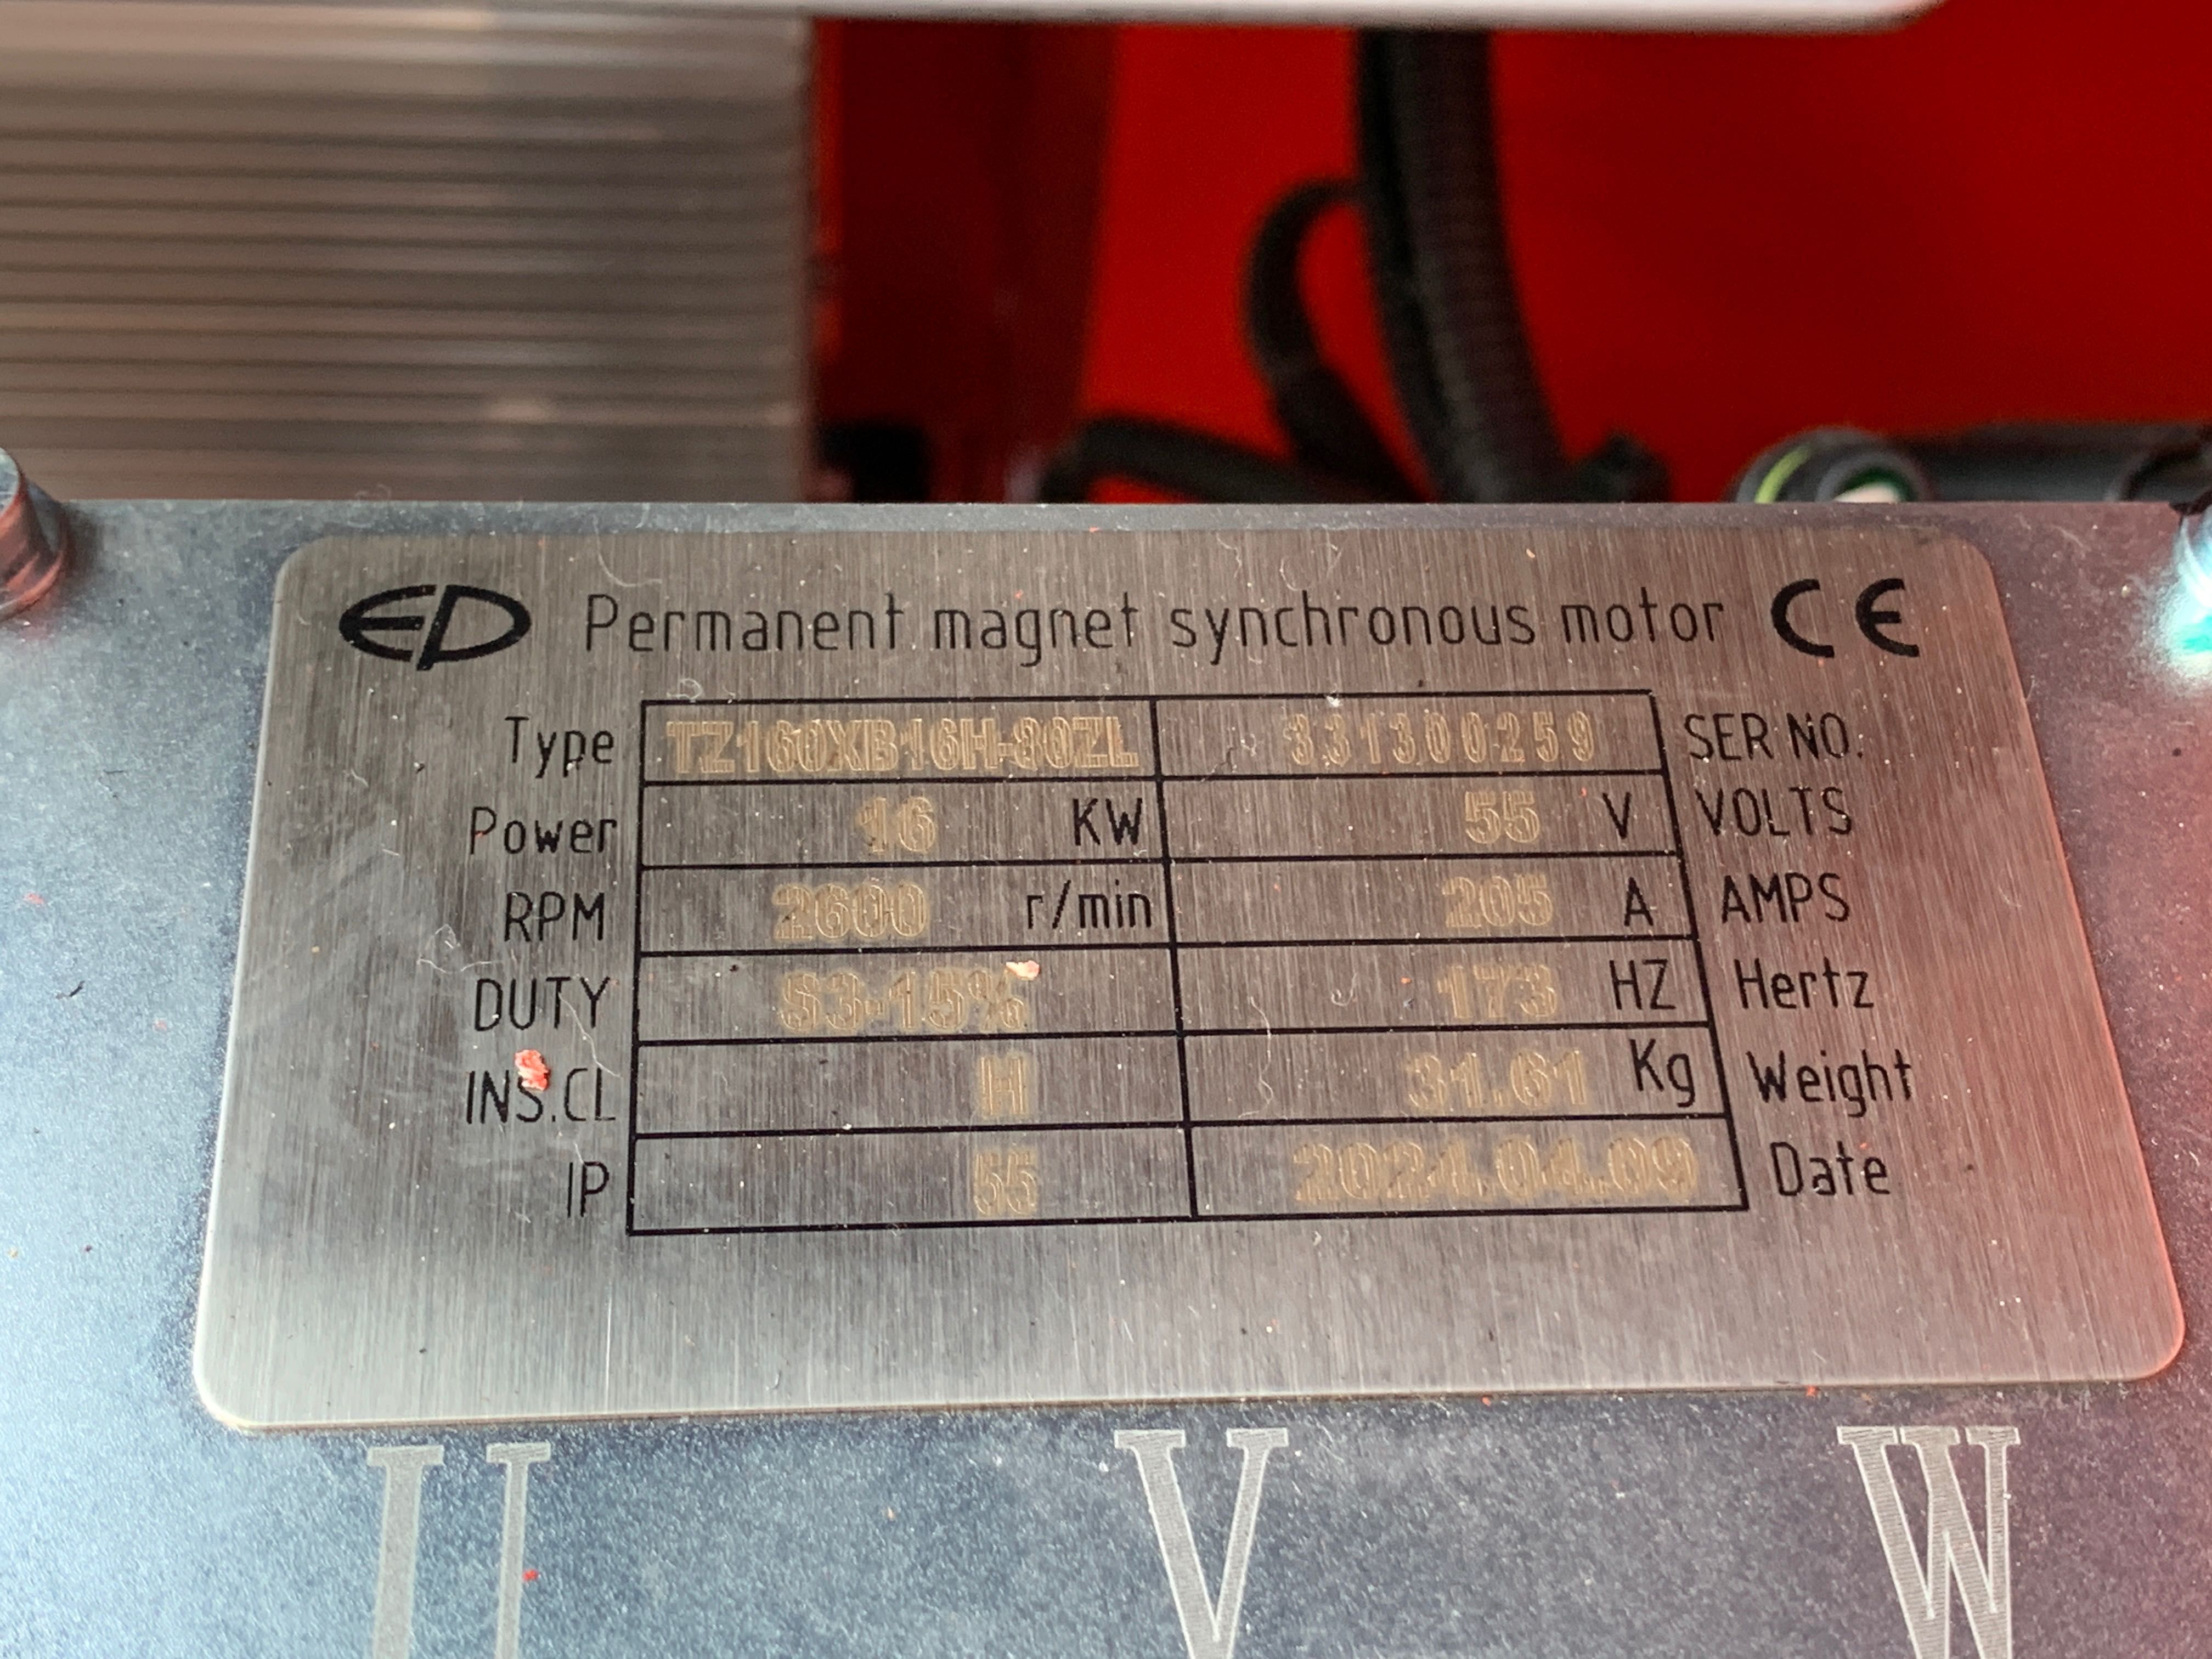 ED Permanent magnet synchronous motor CE
Type TZ160XB16H-80ZL 331300259 SER NO.
Power 16 KW 55 V VOLTS
RPM 2600 r/min 205 A AMPS
DUTY S3-15% 173 HZ Hertz
INS.CL H 31.61 Kg Weight
IP 55 2024.04.09 Date
U V W